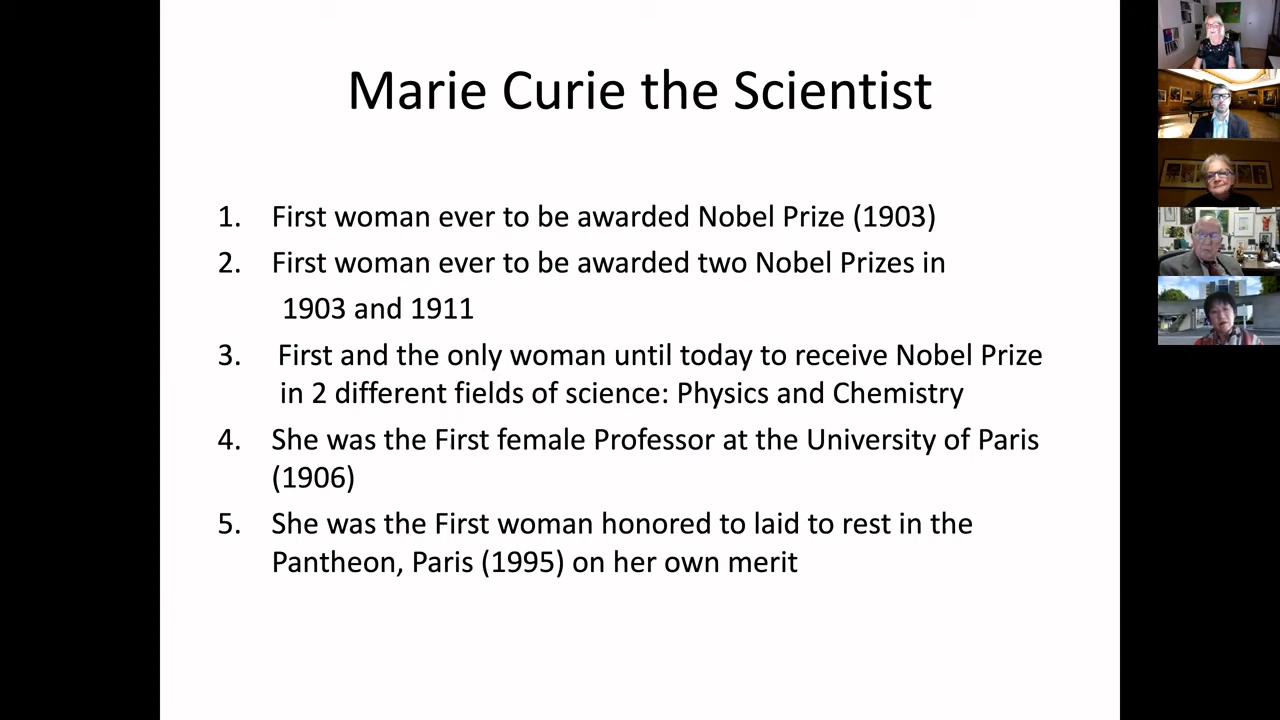 Marie Curie the Scientist
1. First woman ever to be awarded Nobel Prize (1903)
2. First woman ever to be awarded two Nobel Prizes in
1903 and 1911
3. First and the only woman until today to receive Nobel Prize
in 2 different fields of science: Physics and Chemistry
4. She was the First female Professor at the University of Paris
(1906)
5. She was the First woman honored to laid to rest in the
Pantheon, Paris (1995) on her own merit